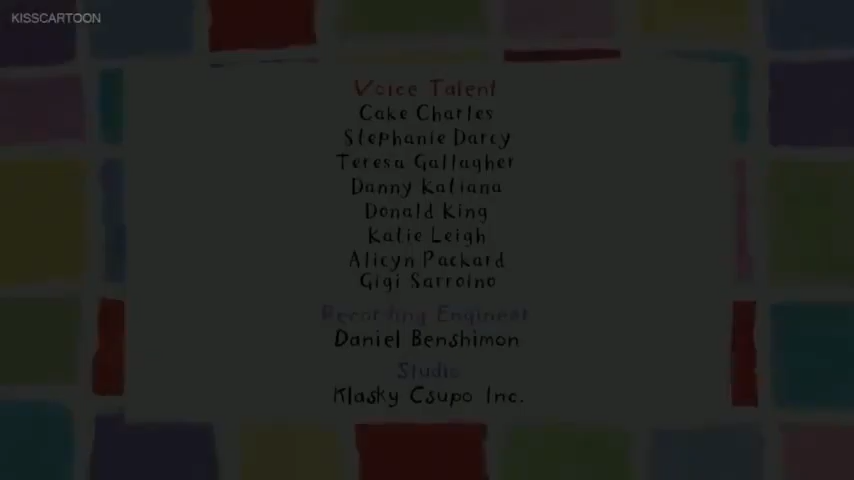 KISSCARTOON
Voice Talent
Cake Charles
Stephanie Darcy
Teresa Gallagher
Danny Katiana
Donald King
Katie Leigh
Alicyn Packard
Gigi Sarroino
Recording Engineer
Daniel Benshimon
Studio
Klasky Csupo Inc.